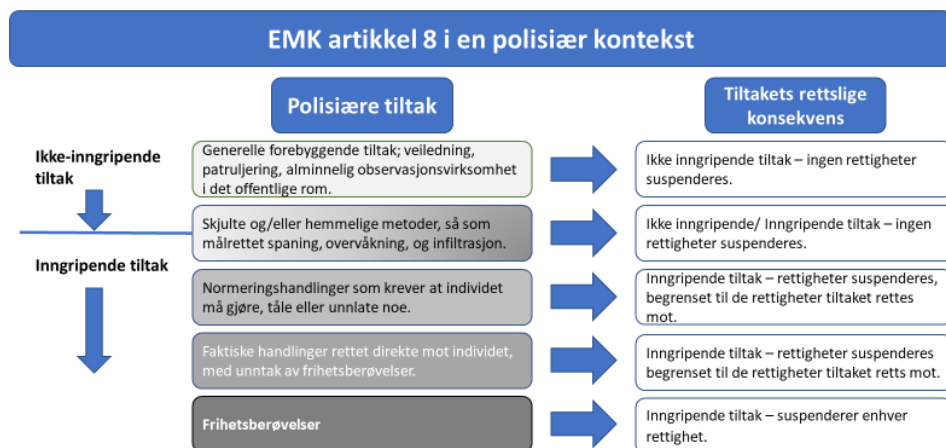 EMK artikkel 8 i en polisiær kontekst
Polisiære tiltak
Tiltakets rettslige
konsekvens
Ikke-inngripende
tiltak
Generelle forebyggende tiltak; veiledning,
patruljering, alminnelig observasjonsvirksomhet
i det offentlige rom.
Ikke inngripende tiltak – ingen rettigheter
suspenderes.
Skjulte og/eller hemmelige metoder, så som
målrettet spaning, overvåkning, og infiltrasjon.
Ikke inngripende/ Inngripende tiltak – ingen
rettigheter suspenderes.
Inngripende tiltak
Normeringshandlinger som krever at individet
må gjøre, tåle eller unnlate noe.
Inngripende tiltak – rettigheter suspenderes,
begrenset til de rettigheter tiltaket rettes
mot.
Faktiske handlinger rettet direkte mot individet,
med unntak av frihetsberøvelser.
Inngripende tiltak – rettigheter suspenderes
begrenset til de rettigheter tiltaket retts mot.
Frihetsberøvelser
Inngripende tiltak – suspenderer enhver
rettighet.